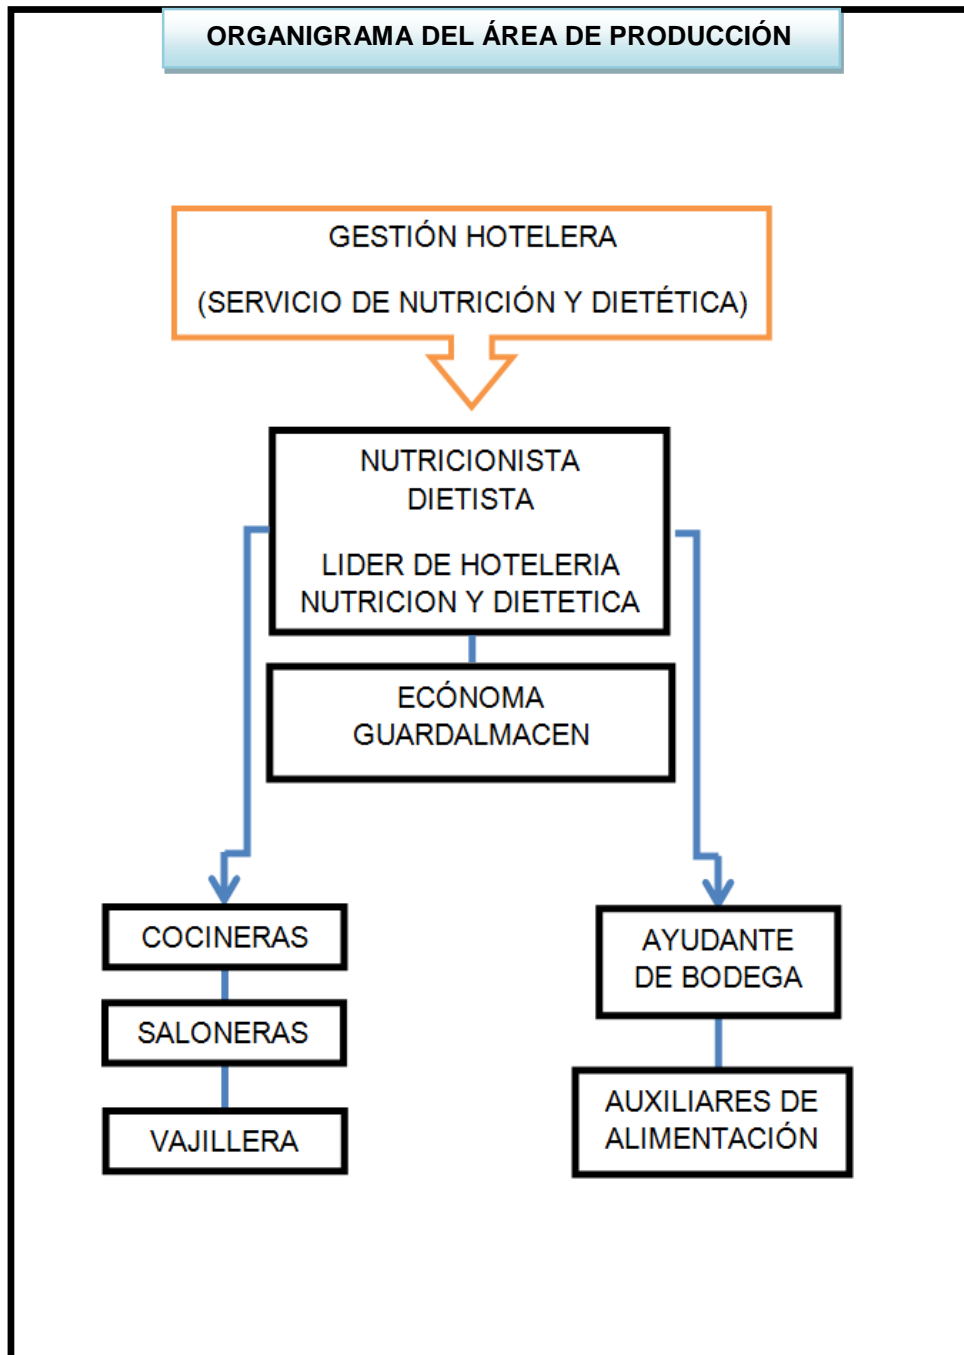 ORGANIGRAMA DEL ÁREA DE PRODUCCIÓN
GESTIÓN HOTELERA
(SERVICIO DE NUTRICIÓN Y DIETÉTICA)
NUTRICIONISTA
DIETISTA
LIDER DE HOTELERIA
NUTRICION Y DIETETICA
ECÓNOMA
GUARDALMACEN
COCINERAS
SALONERAS
VAJILLERA
AYUDANTE
DE BODEGA
AUXILIARES DE
ALIMENTACIÓN